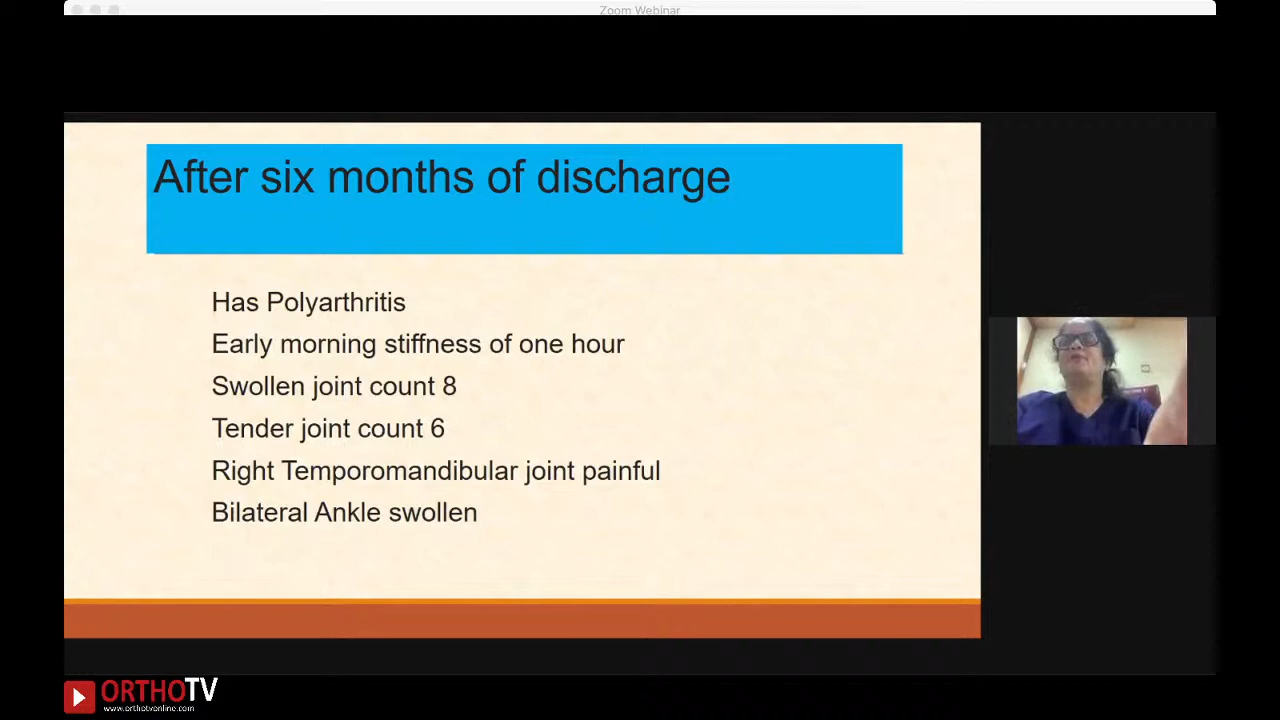 Zoom Webinar
After six months of discharge
Has Polyarthritis
Early morning stiffness of one hour
Swollen joint count 8
Tender joint count 6
Right Temporomandibular joint painful
Bilateral Ankle swollen
ORTHOTV
www.orthotvonline.com